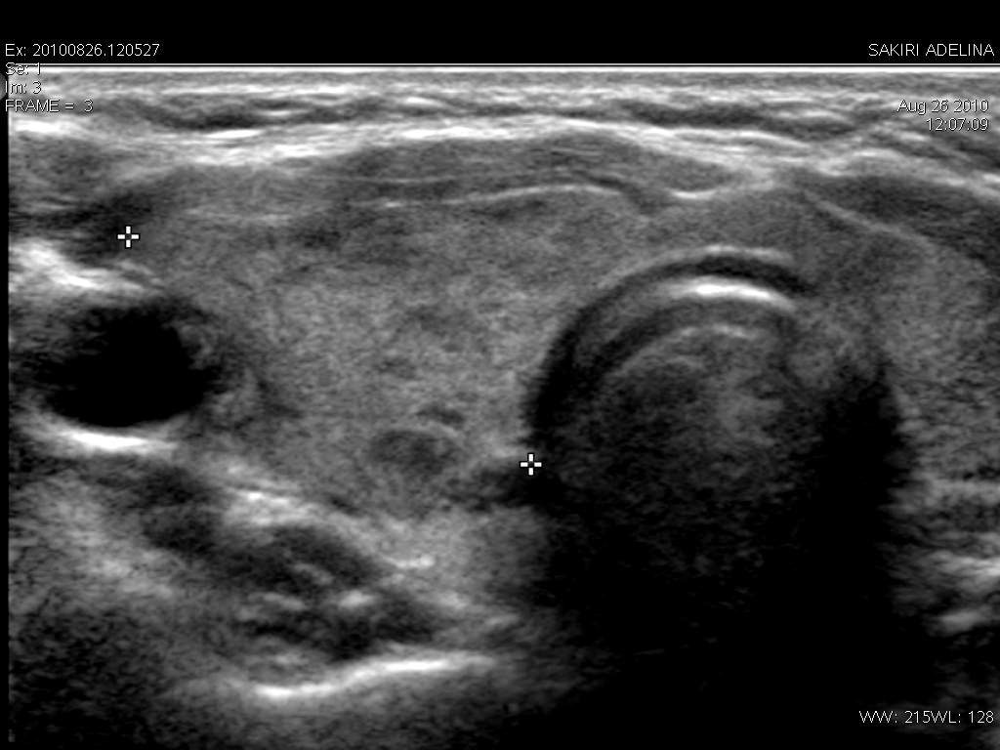 Ex: 20100826.120527
SAKIRI ADELINA
Se: 1
Im: 3
FRAME = 3
Aug 26 2010
12:07:09
WW: 215WL: 128